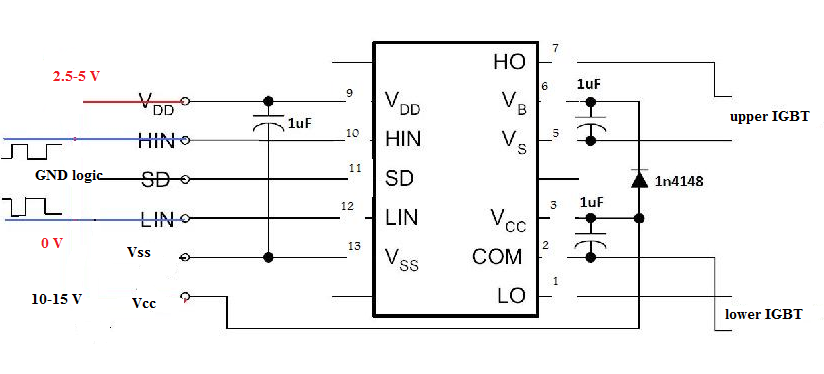 2.5-5 V
VDD
1uF
HIN
GND logic
SD
LIN
0 V
Vss
10-15 V
Vcc
9
10
11
12
13
VDD
HIN
SD
LIN
VSS
HO
VB
VS
VCC
COM
LO
7
6
5
3
2
1
1uF
upper IGBT
1n4148
1uF
lower IGBT